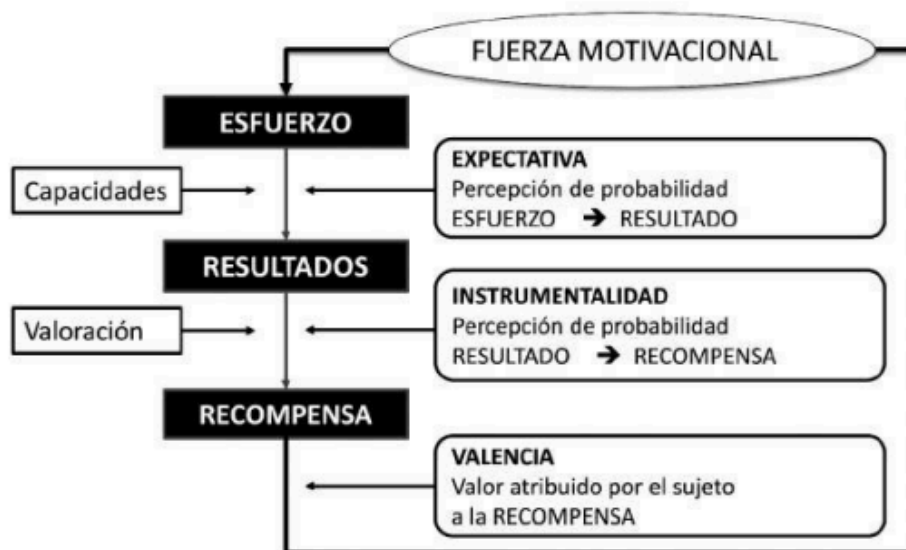 FUERZA MOTIVACIONAL
ESFUERZO
Capacidades
EXPECTATIVA
Percepción de probabilidad
ESFUERZO ➔ RESULTADO
RESULTADOS
Valoración
INSTRUMENTALIDAD
Percepción de probabilidad
RESULTADO ➔ RECOMPENSA
RECOMPENSA
VALENCIA
Valor atribuido por el sujeto
a la RECOMPENSA